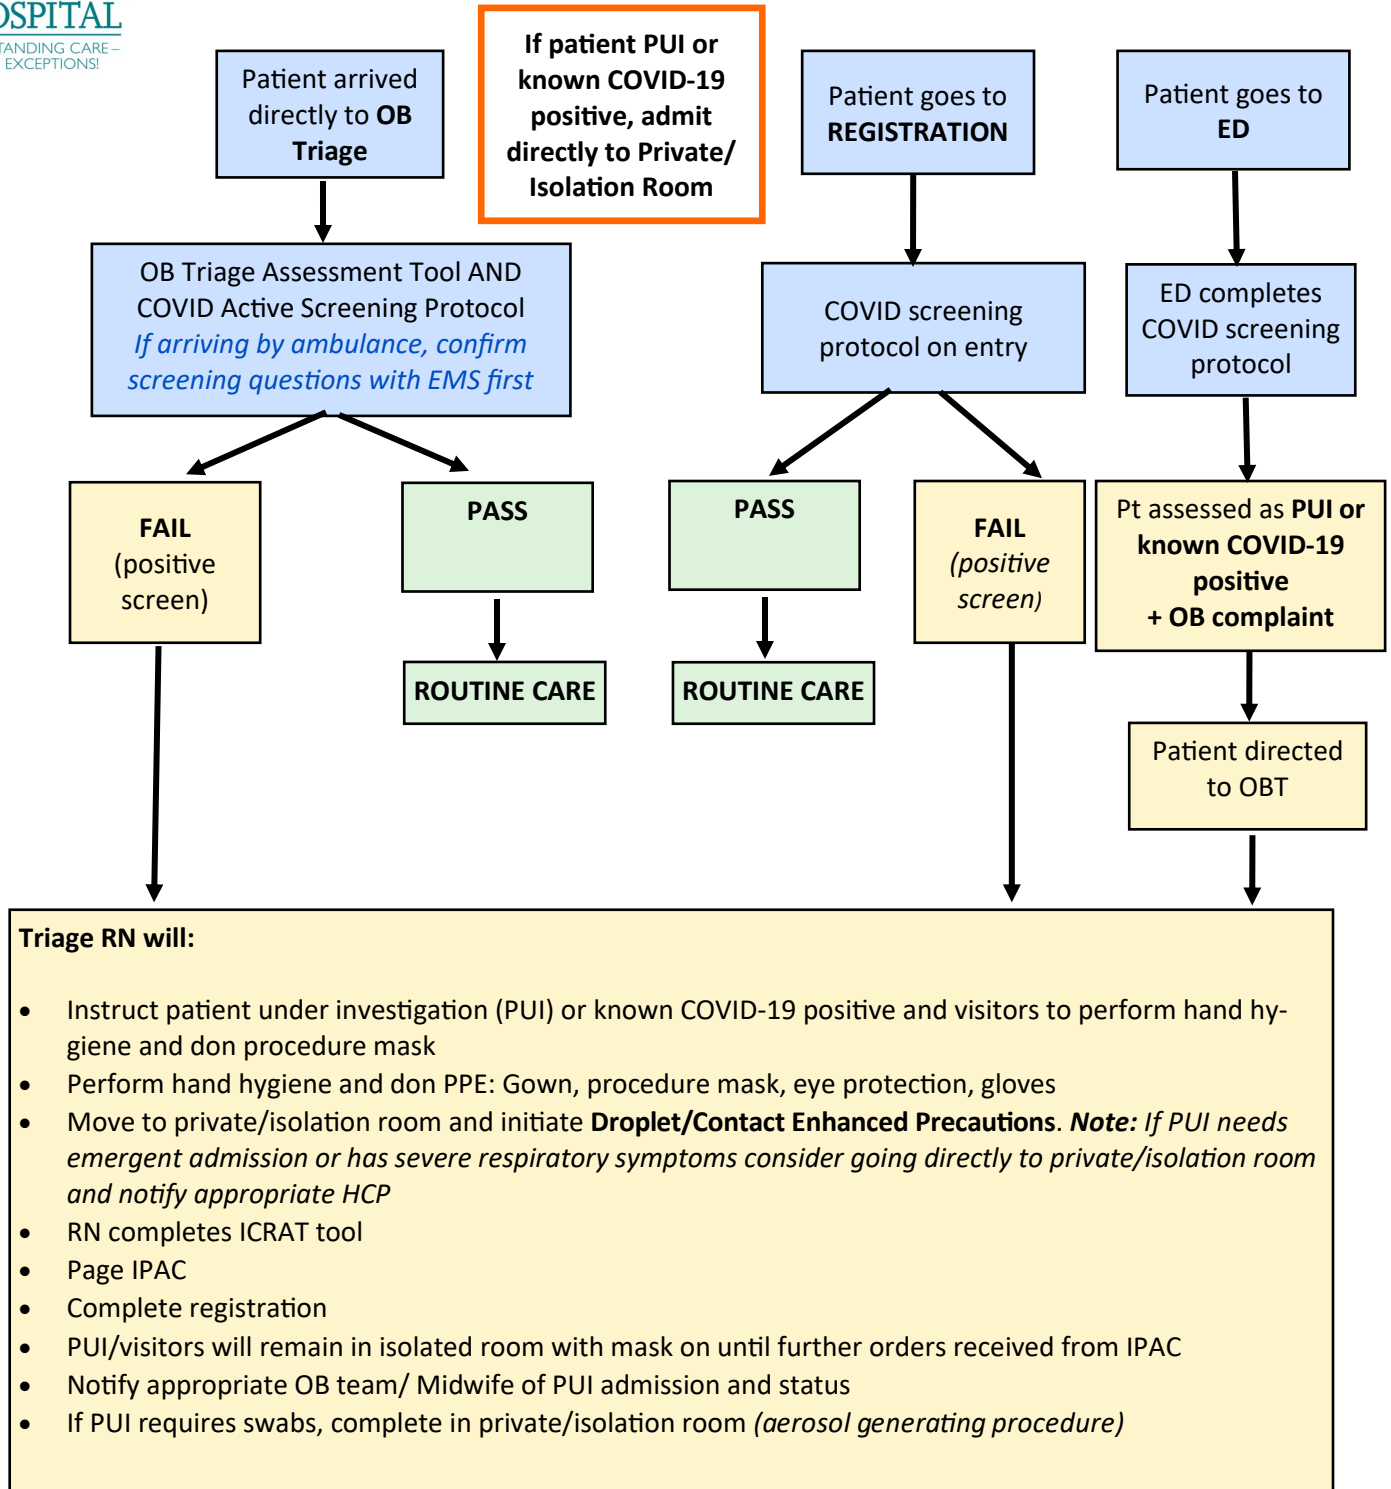 OSPITAL
TANDING CARE –
EXCEPTIONS!
Patient arrived
directly to OB
Triage
If patient PUI or
known COVID-19
positive, admit
directly to Private/
Isolation Room
Patient goes to
REGISTRATION
Patient goes to
ED
OB Triage Assessment Tool AND
COVID Active Screening Protocol
If arriving by ambulance, confirm
screening questions with EMS first
COVID screening
protocol on entry
ED completes
COVID screening
protocol
FAIL
(positive
screen)
PASS
PASS
FAIL
(positive
screen)
Pt assessed as PUI or
known COVID-19
positive
+ OB complaint
ROUTINE CARE
ROUTINE CARE
Patient directed
to OBT
Triage RN will:
• Instruct patient under investigation (PUI) or known COVID-19 positive and visitors to perform hand hy-
giene and don procedure mask
• Perform hand hygiene and don PPE: Gown, procedure mask, eye protection, gloves
• Move to private/isolation room and initiate Droplet/Contact Enhanced Precautions. Note: If PUI needs
emergent admission or has severe respiratory symptoms consider going directly to private/isolation room
and notify appropriate HCP
• RN completes ICRAT tool
• Page IPAC
• Complete registration
• PUI/visitors will remain in isolated room with mask on until further orders received from IPAC
• Notify appropriate OB team/ Midwife of PUI admission and status
• If PUI requires swabs, complete in private/isolation room (aerosol generating procedure)